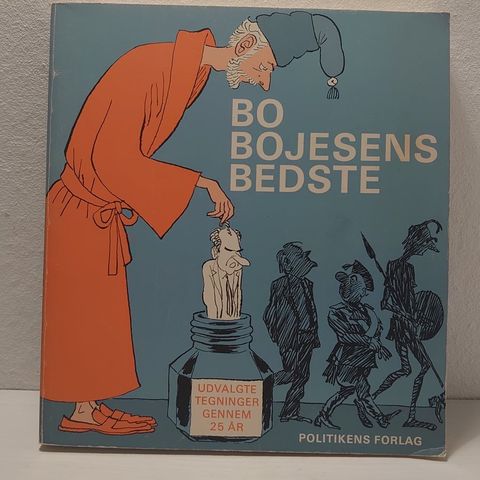 BO
BOJESENS
BEDSTE
UDVALGTE
TEGNINGER
GENNEM
25 ÅR
POLITIKENS FORLAG